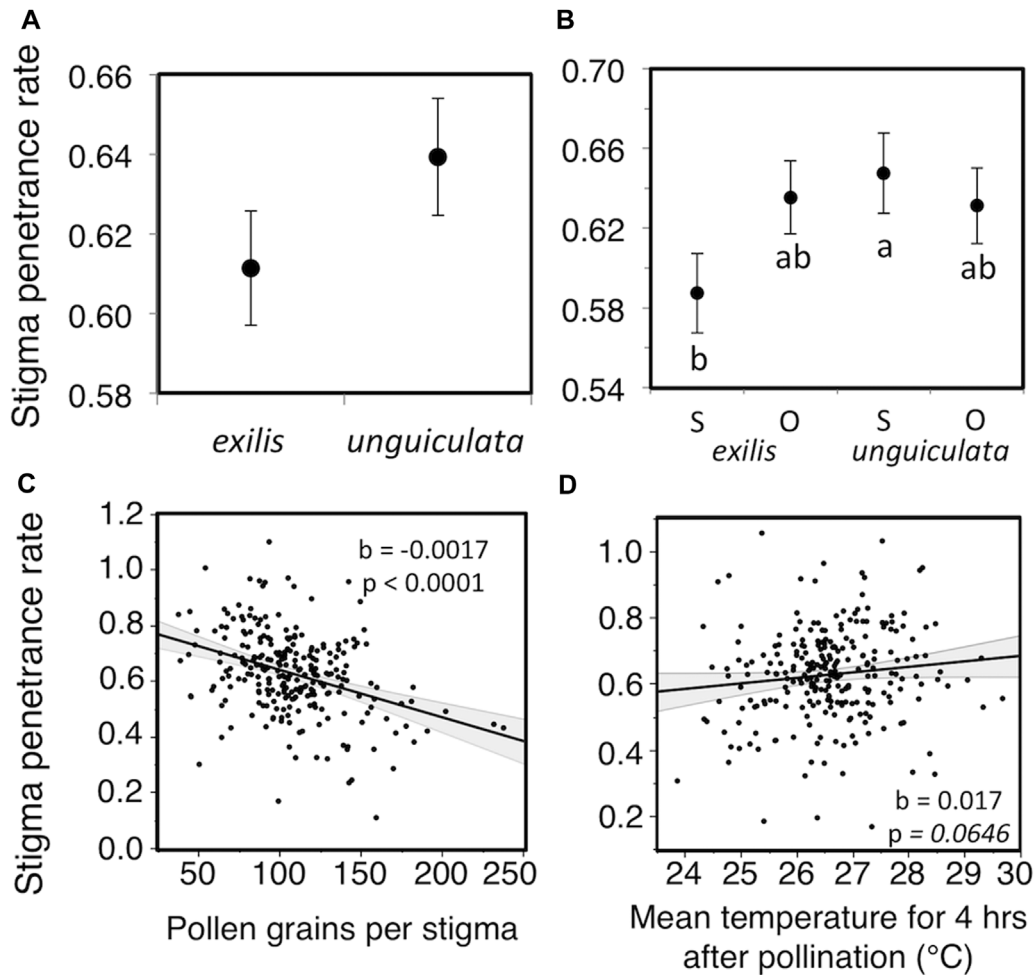 A
Stigma penetrance rate
0.66
0.64
0.62
0.60
0.58
exilis
unguiculata
B
0.70
0.66
0.62
0.58
0.54
b
ab
a
ab
S O S O
exilis unguiculata
C
Stigma penetrance rate
1.2
1.0
0.8
0.6
0.4
0.2
0.0
b = -0.0017
p < 0.0001
50 100 150 200 250
Pollen grains per stigma
D
1.0
0.8
0.6
0.4
0.2
b = 0.017
p = 0.0646
24 25 26 27 28 29 30
Mean temperature for 4 hrs
after pollination (°C)